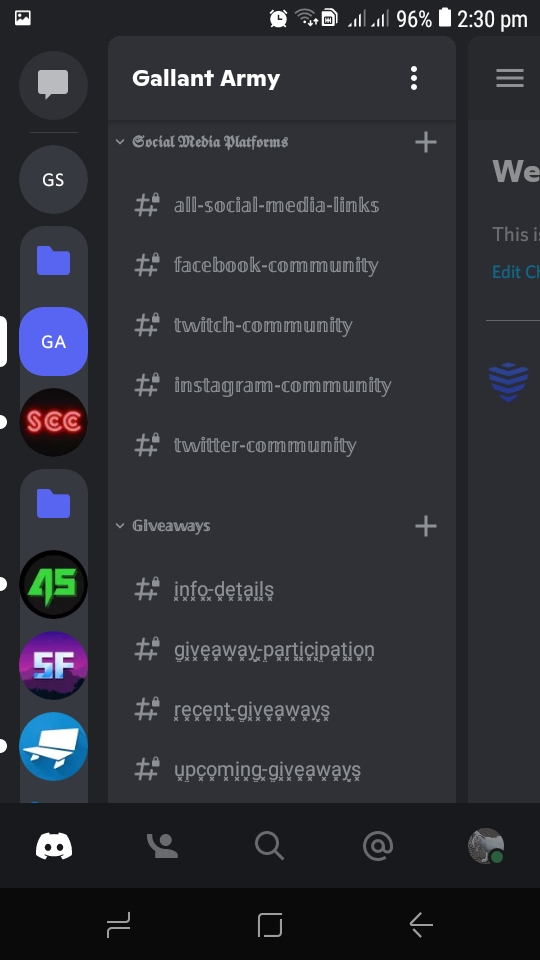 96% 2:30 pm
Gallant Army
𝕾𝖔𝖈𝖎𝖆𝖑 𝕸𝖊𝖉𝖎𝖆 𝕻𝖑𝖆𝖙𝖋𝖔𝖗𝖒𝖘
𝕒𝕝𝕝-𝕤𝕠𝕔𝕚𝕒𝕝-𝕞𝕖𝕕𝕚𝕒-𝕝𝕚𝕟𝕜𝕤
𝕗𝕒𝕔𝕖𝕓𝕠𝕠𝕜-𝕔𝕠𝕞𝕞𝕦𝕟𝕚𝕥𝕪
𝕥𝕨𝕚𝕥𝕔𝕙-𝕔𝕠𝕞𝕞𝕦𝕟𝕚𝕥𝕪
𝕚𝕟𝕤𝕥𝕒𝕘𝕣𝕒𝕞-𝕔𝕠𝕞𝕞𝕦𝕟𝕚𝕥𝕪
𝕥𝕨𝕚𝕥𝕥𝕖𝕣-𝕔𝕠𝕞𝕞𝕦𝕟𝕚𝕥𝕪
𝔾𝕀𝕧𝕖𝕒𝕨𝕒𝕪𝕤
info-details
giveaway-participation
recent-giveaways
upcoming-giveaways
GS
GA
SCC
AS
SF
We
This is
Edit Ch